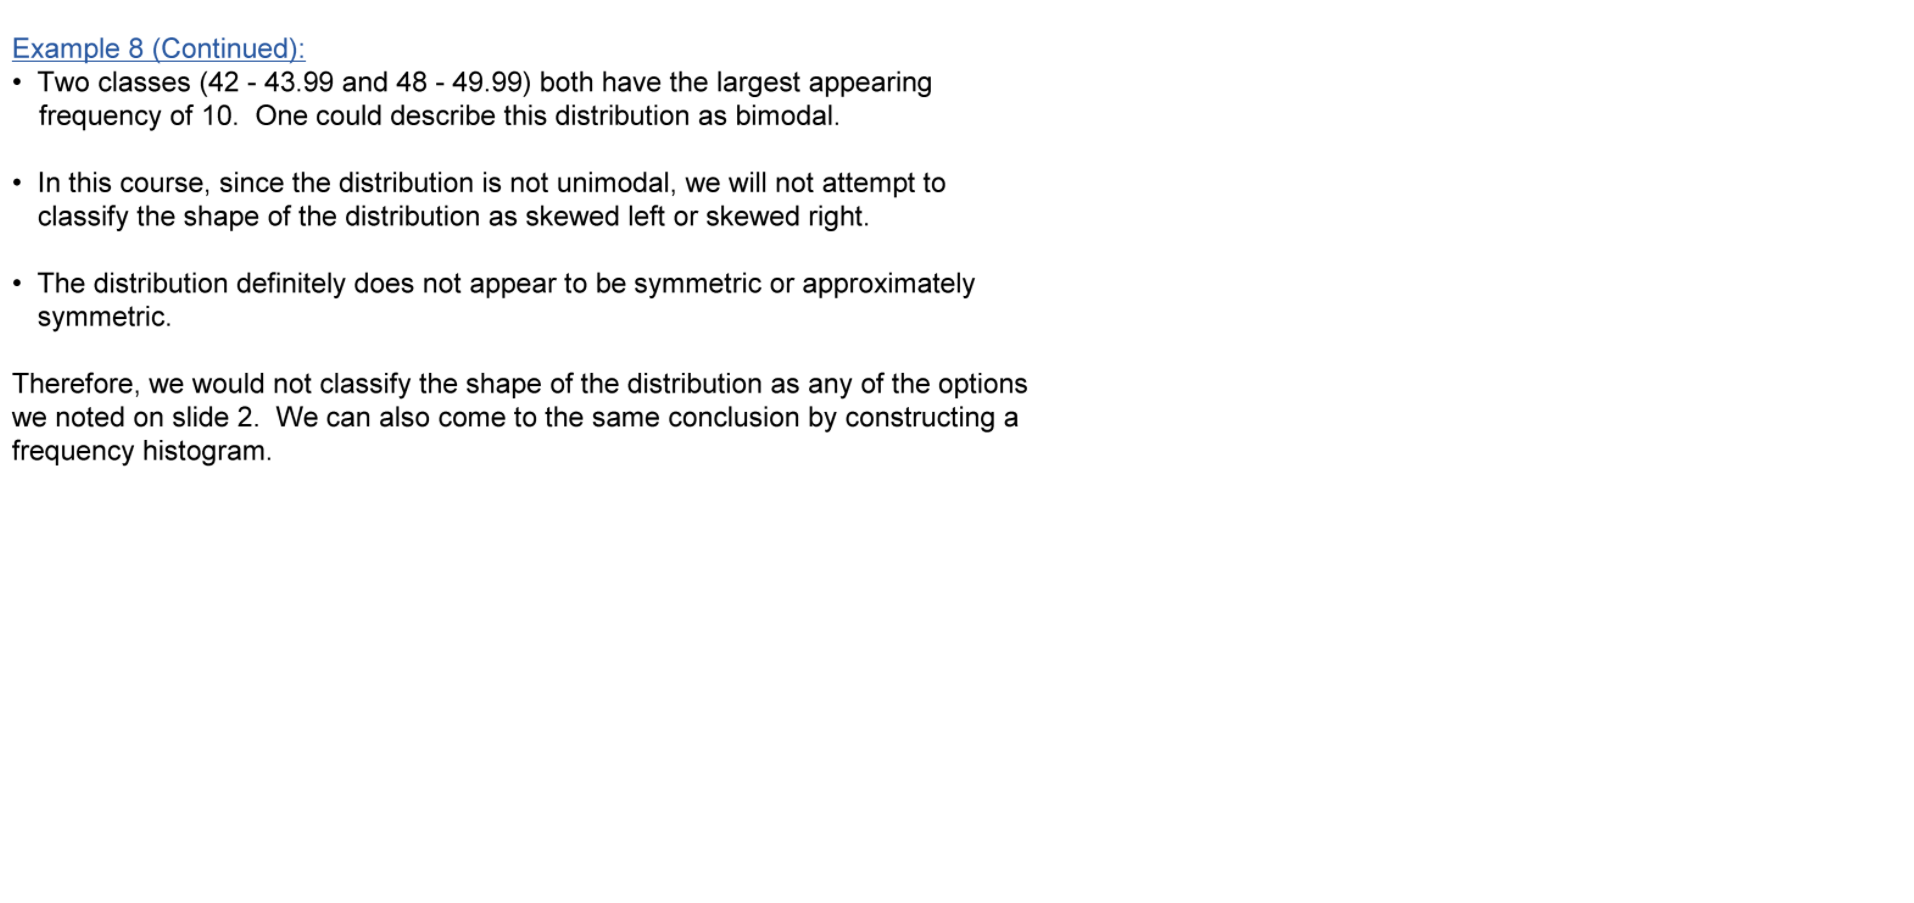 Example 8 (Continued):
• Two classes (42 - 43.99 and 48 - 49.99) both have the largest appearing
frequency of 10.  One could describe this distribution as bimodal.
• In this course, since the distribution is not unimodal, we will not attempt to
classify the shape of the distribution as skewed left or skewed right.
• The distribution definitely does not appear to be symmetric or approximately
symmetric.
Therefore, we would not classify the shape of the distribution as any of the options
we noted on slide 2.  We can also come to the same conclusion by constructing a
frequency histogram.